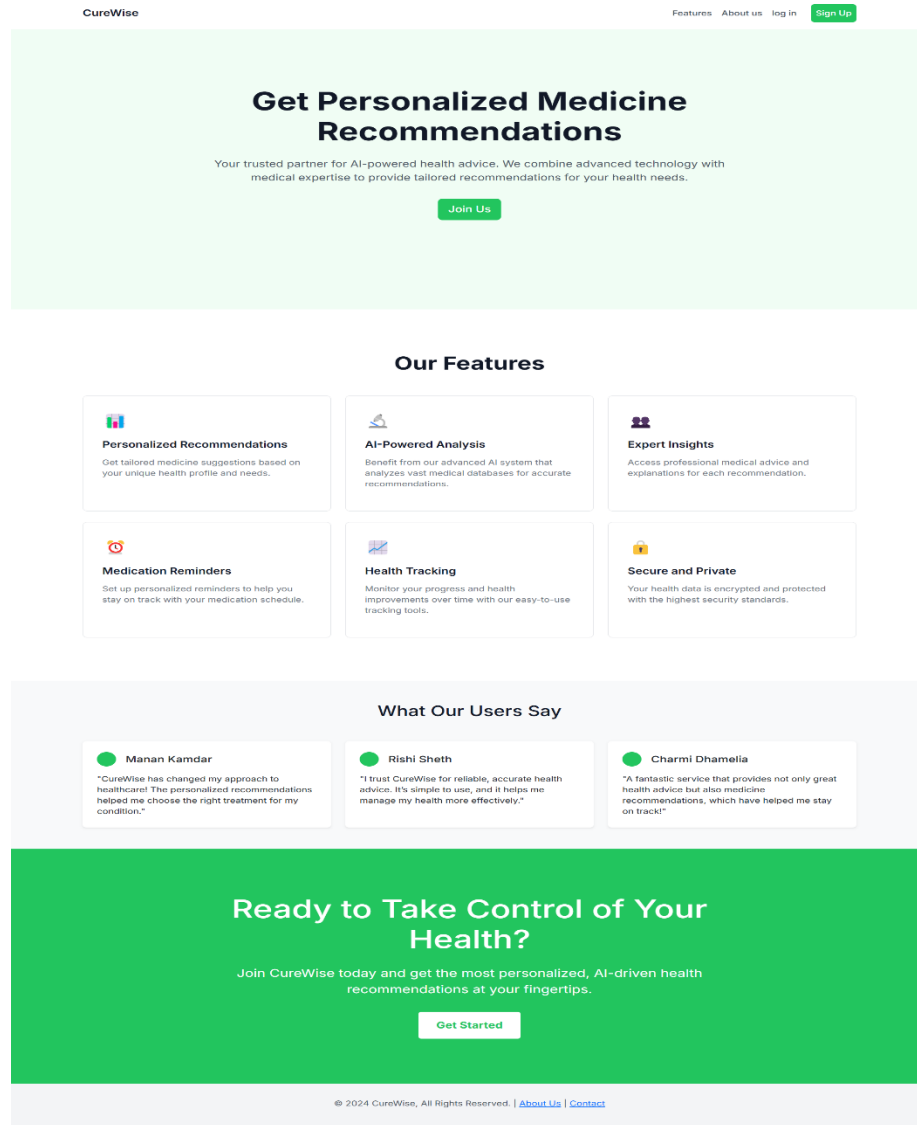 CureWise
Features About us log in Sign Up
Get Personalized Medicine
Recommendations
Your trusted partner for AI-powered health advice. We combine advanced technology with
medical expertise to provide tailored recommendations for your health needs.
Join Us
Our Features
Personalized Recommendations
Get tailored medicine suggestions based on
your unique health profile and needs.
AI-Powered Analysis
Benefit from our advanced AI system that
analyzes vast medical databases for accurate
recommendations.
Expert Insights
Access professional medical advice and
explanations for each recommendation.
Medication Reminders
Set up personalized reminders to help you
stay on track with your medication schedule.
Health Tracking
Monitor your progress and health
improvements over time with our easy-to-use
tracking tools.
Secure and Private
Your health data is encrypted and protected
with the highest security standards.
What Our Users Say
Manan Kamdar
"CureWise has changed my approach to
healthcare! The personalized recommendations
helped me choose the right treatment for my
condition."
Rishi Sheth
"I trust CureWise for reliable, accurate health
advice. It's simple to use, and it helps me
manage my health more effectively."
Charmi Dhamelia
"A fantastic service that provides not only great
health advice but also medicine
recommendations, which have helped me stay
on track!"
Ready to Take Control of Your
Health?
Join CureWise today and get the most personalized, AI-driven health
recommendations at your fingertips.
Get Started
© 2024 CureWise, All Rights Reserved. | About Us | Contact